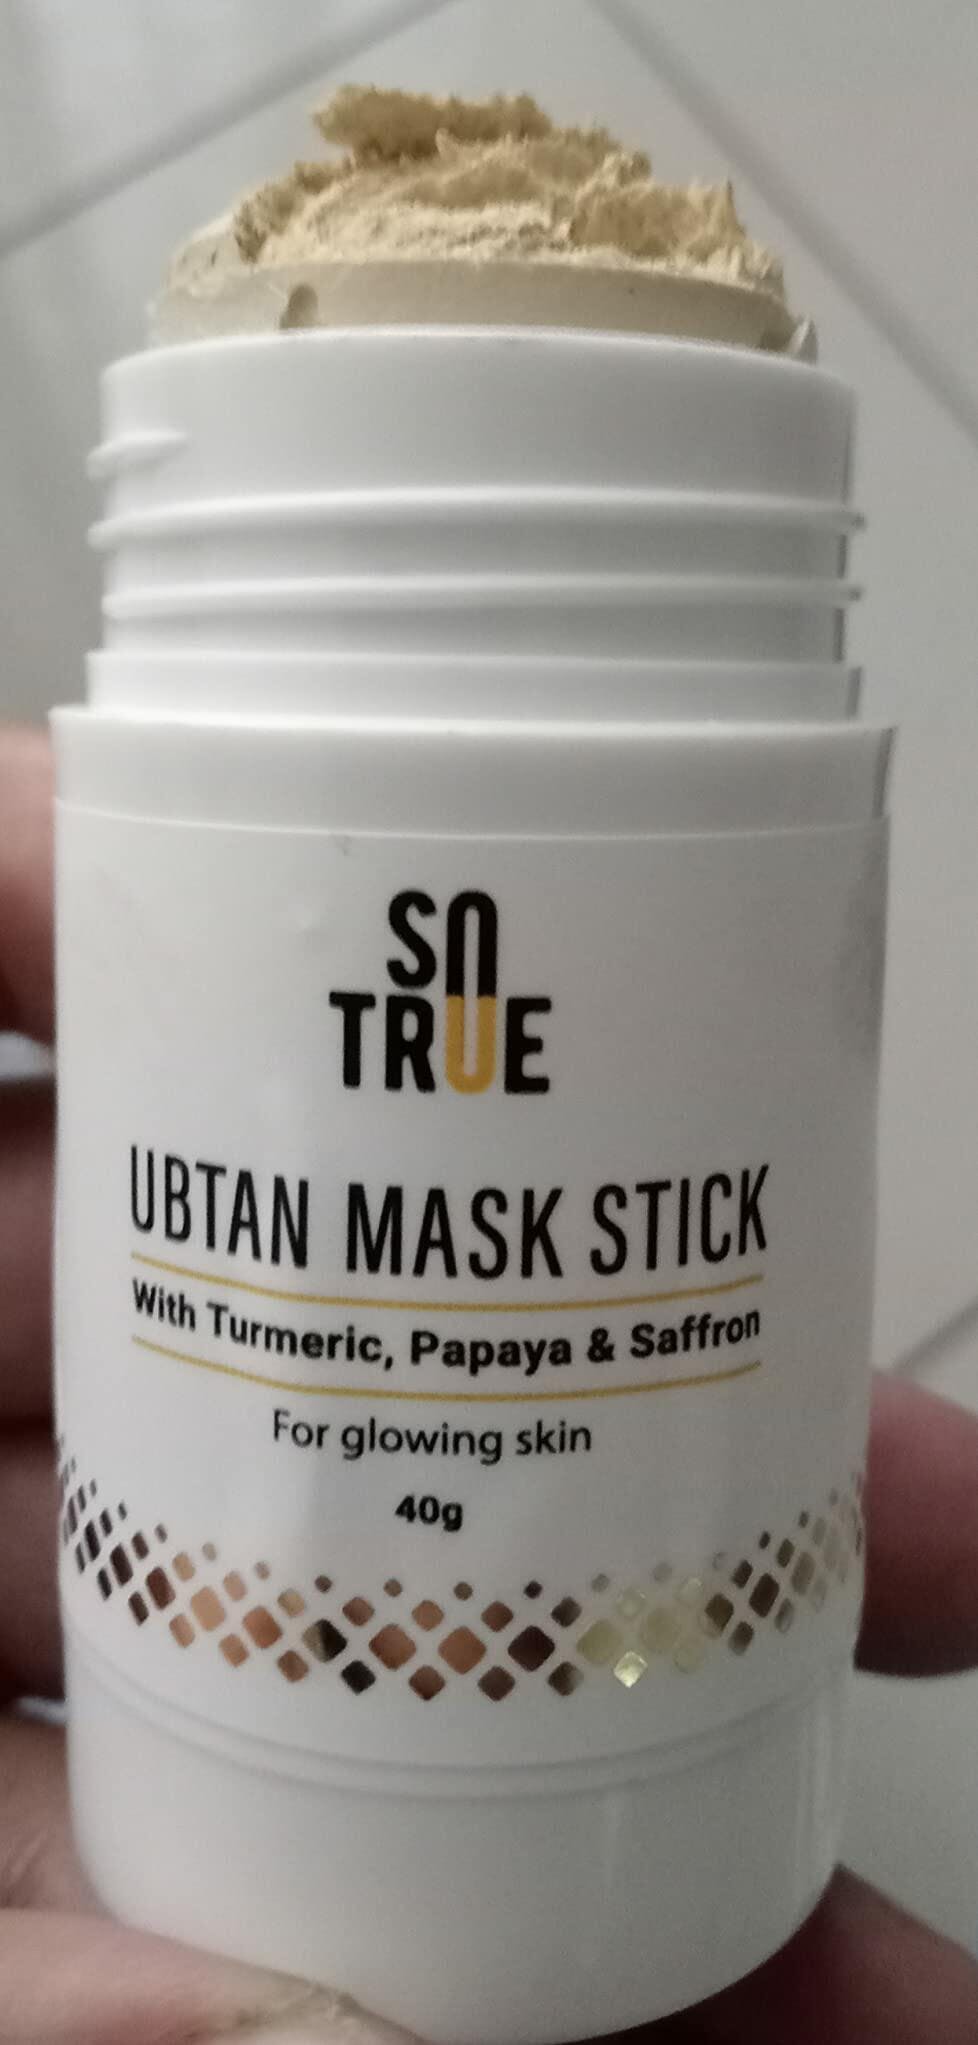 SO
TRUE
UBTAN MASK STICK
With Turmeric, Papaya & Saffron
For glowing skin
40g